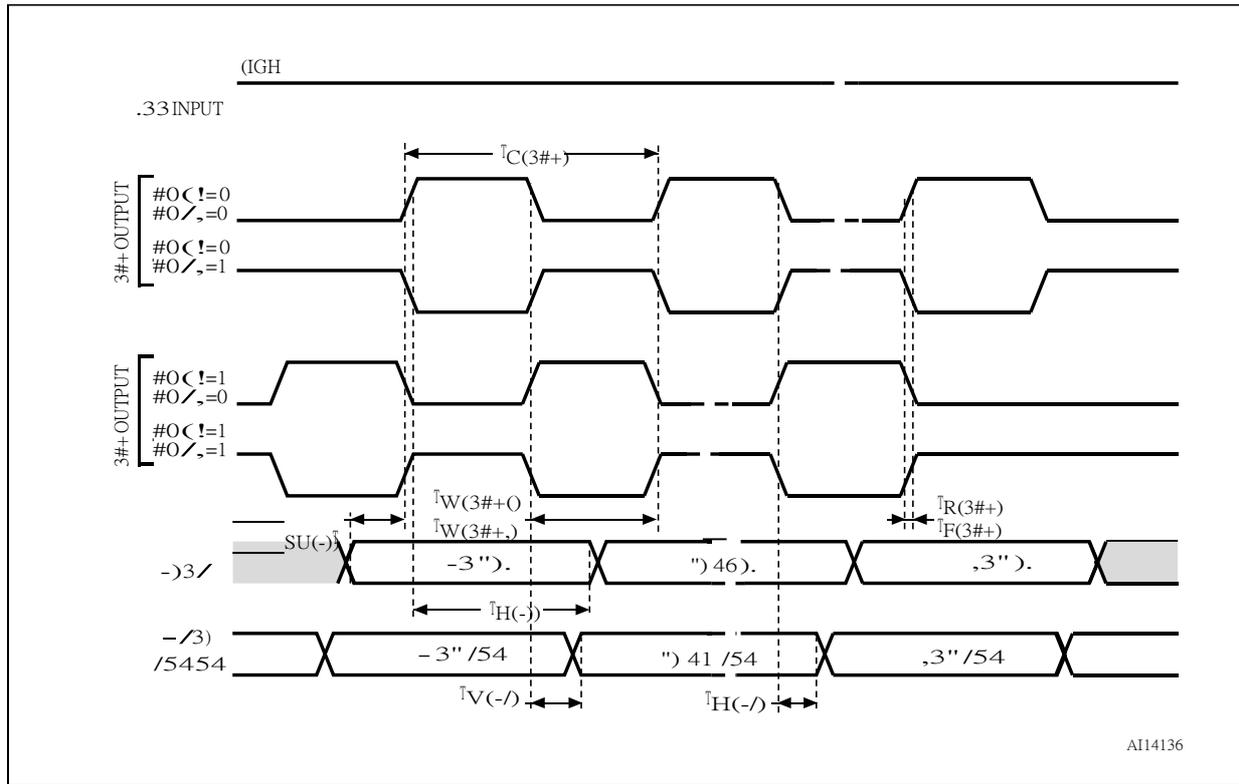 (IGH
.33 INPUT
TC(3#+)
3#+ OUTPUT
#0(!=0
#0/,=0
#0(!=0
#0/,=1
3#+ OUTPUT
#0(!=1
#0/,=0
#0(!=1
#0/,=1
TW(3#+()
TW(3#+,)
TR(3#+)
TF(3#+)
SU(-)T
-)3/
-3").
")46).
,3").
TH(-))
-/3)
/5454
-3"/54
")41 /54
,3"/54
TV(-/)
TH(-/)
AI14136